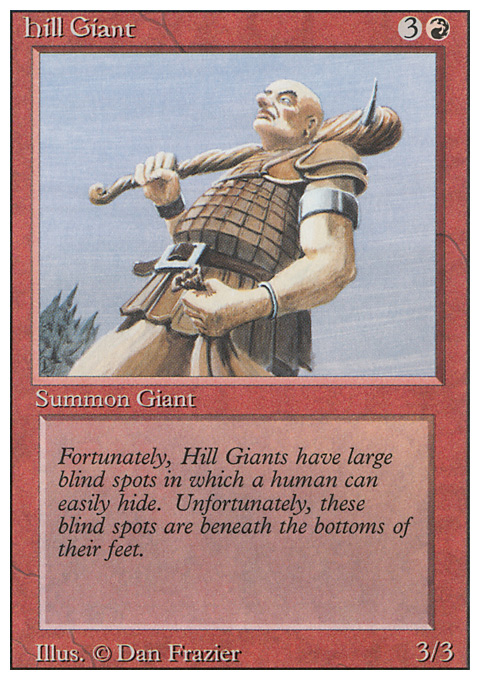 Hill Giant 3
Summon Giant
Fortunately, Hill Giants have large
blind spots in which a human can
easily hide. Unfortunately, these
blind spots are beneath the bottoms of
their feet.
Illus. © Dan Frazier 3/3